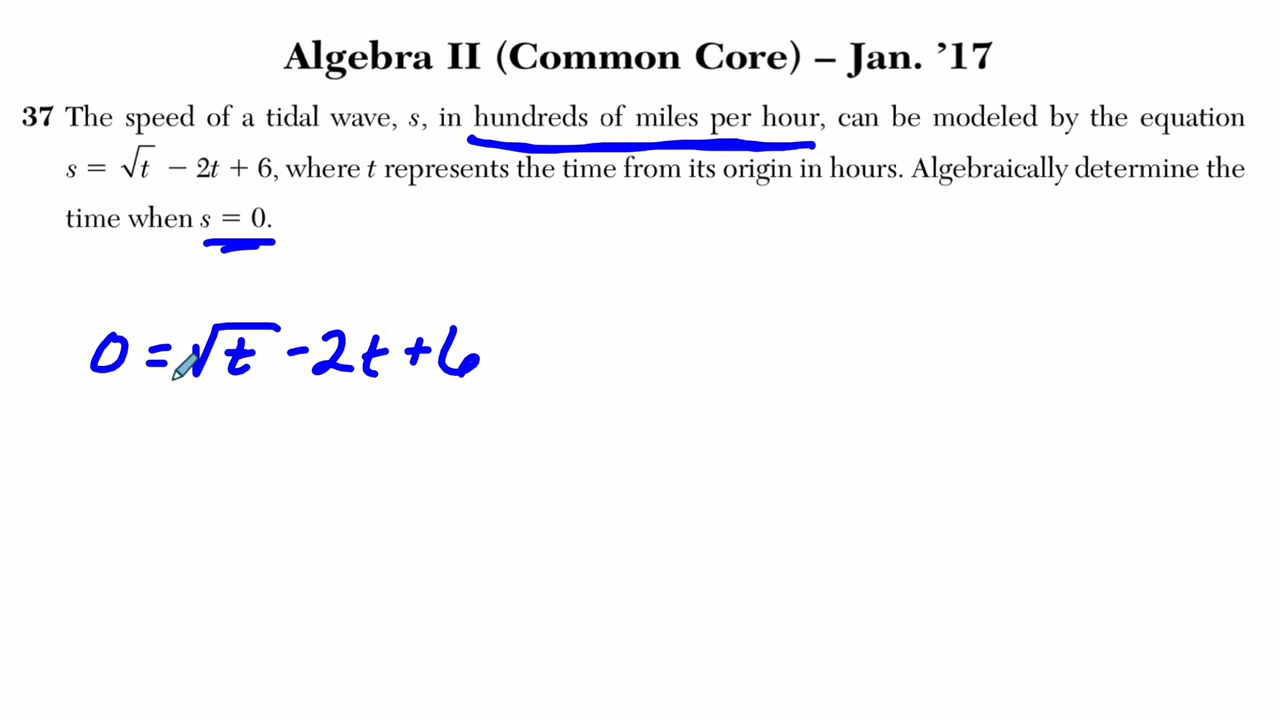 Algebra II (Common Core) – Jan. ’17
37 The speed of a tidal wave, s, in hundreds of miles per hour, can be modeled by the equation
s = √t − 2t + 6, where t represents the time from its origin in hours. Algebraically determine the
time when s = 0.
0 = √t - 2t + 6